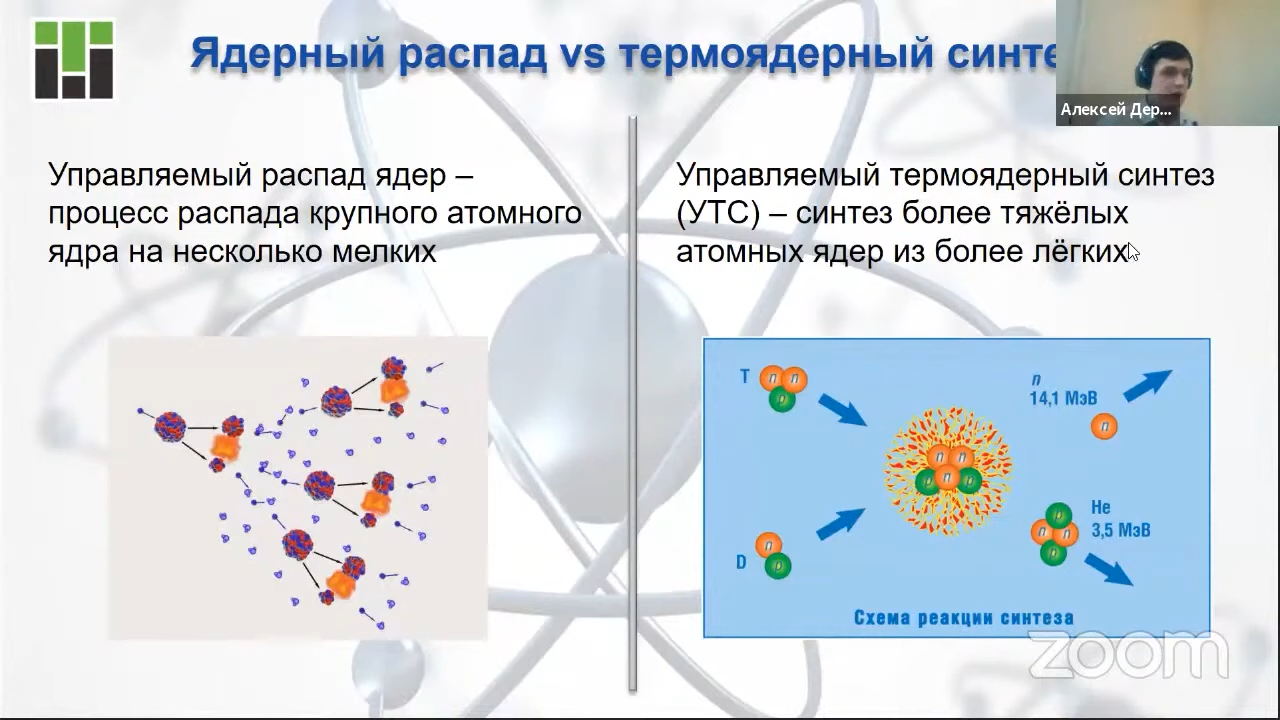 Ядерный распад vs термоядерный синте
Алексей Дер...
Управляемый распад ядер –
процесс распада крупного атомного
ядра на несколько мелких
Управляемый термоядерный синтез
(УТС) – синтез более тяжёлых
атомных ядер из более лёгких
T
n n
p
n
14,1 МэВ
n
n n
p n p
He
3,5 МэВ
p
n n
p
D
n
p
Схема реакции синтеза
zoom